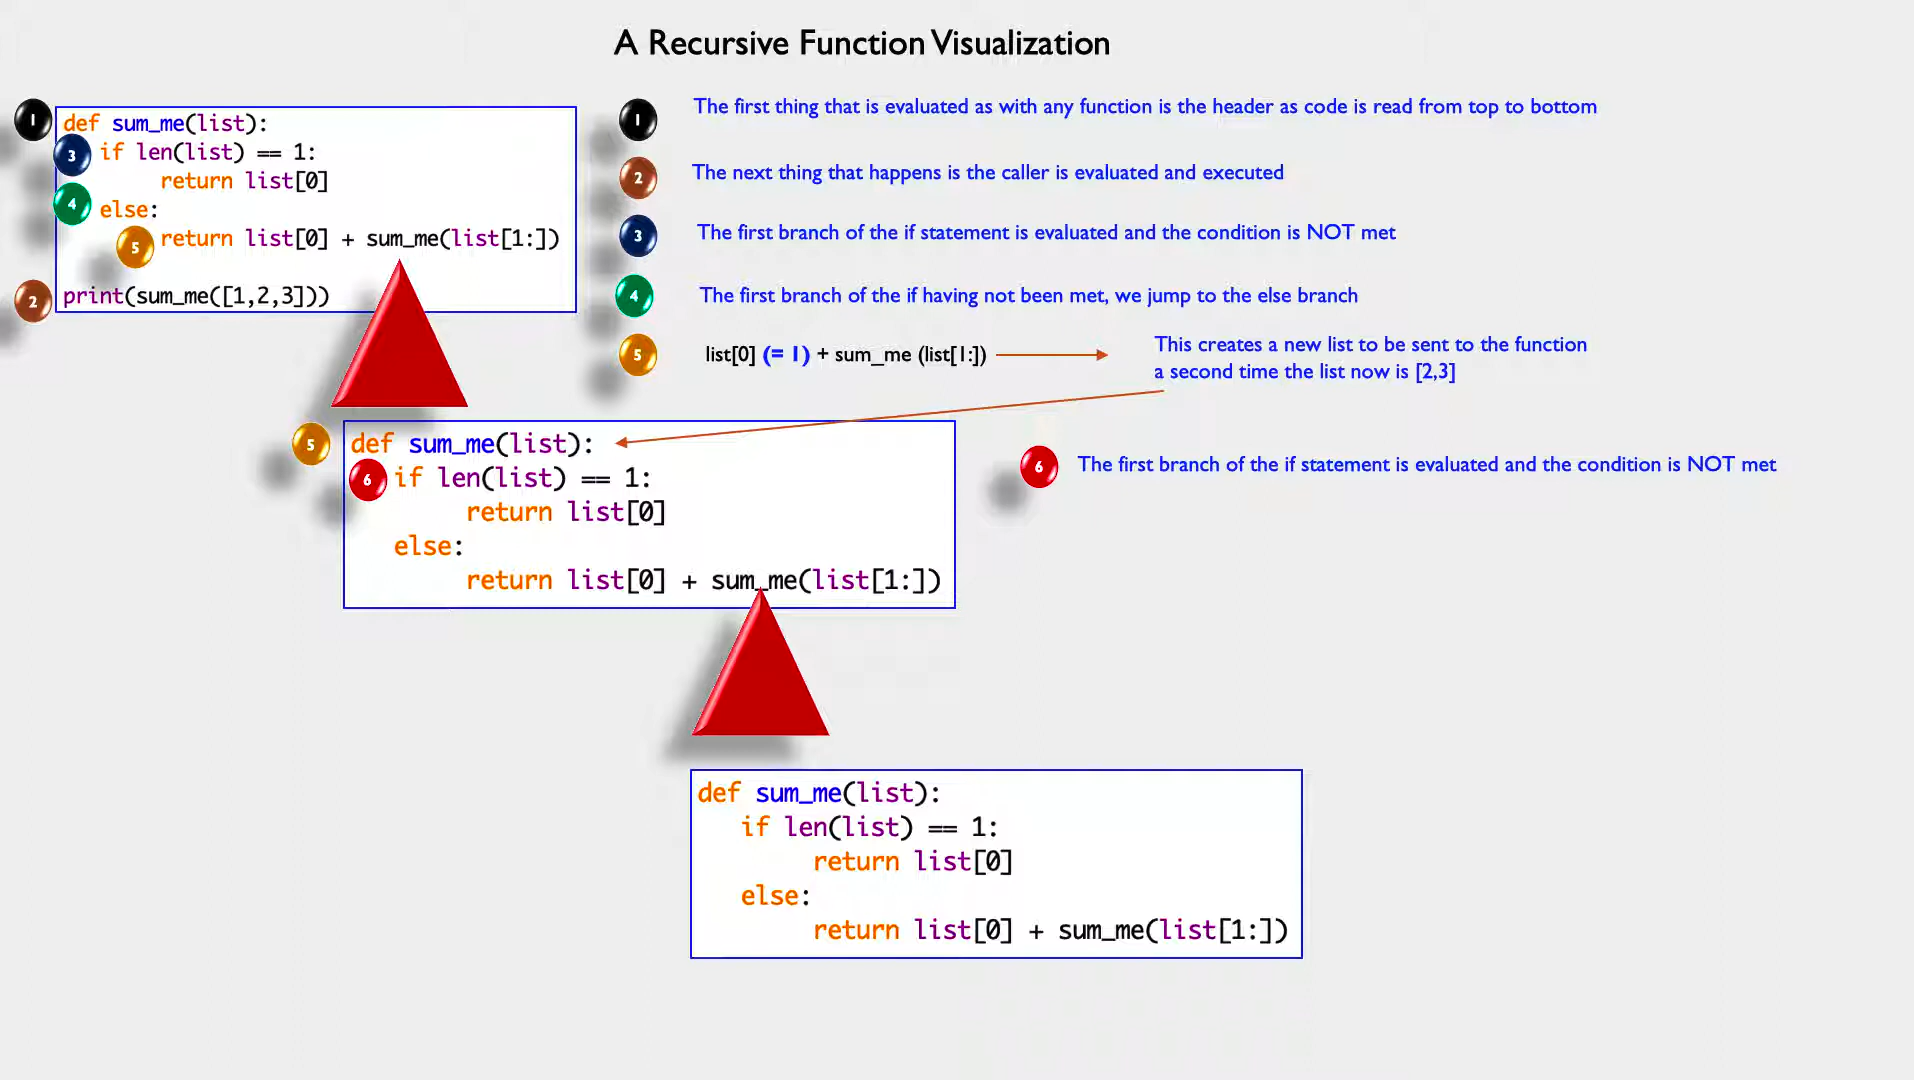 A Recursive Function Visualization
1 def sum_me(list):
3 if len(list) == 1:
return list[0]
4 else:
5 return list[0] + sum_me(list[1:])
2 print(sum_me([1,2,3]))
1 The first thing that is evaluated as with any function is the header as code is read from top to bottom
2 The next thing that happens is the caller is evaluated and executed
3 The first branch of the if statement is evaluated and the condition is NOT met
4 The first branch of the if having not been met, we jump to the else branch
5 list[0] (= 1) + sum_me (list[1:])
This creates a new list to be sent to the function
a second time the list now is [2,3]
5 def sum_me(list):
6 if len(list) == 1:
return list[0]
else:
return list[0] + sum_me(list[1:])
6 The first branch of the if statement is evaluated and the condition is NOT met
def sum_me(list):
if len(list) == 1:
return list[0]
else:
return list[0] + sum_me(list[1:])